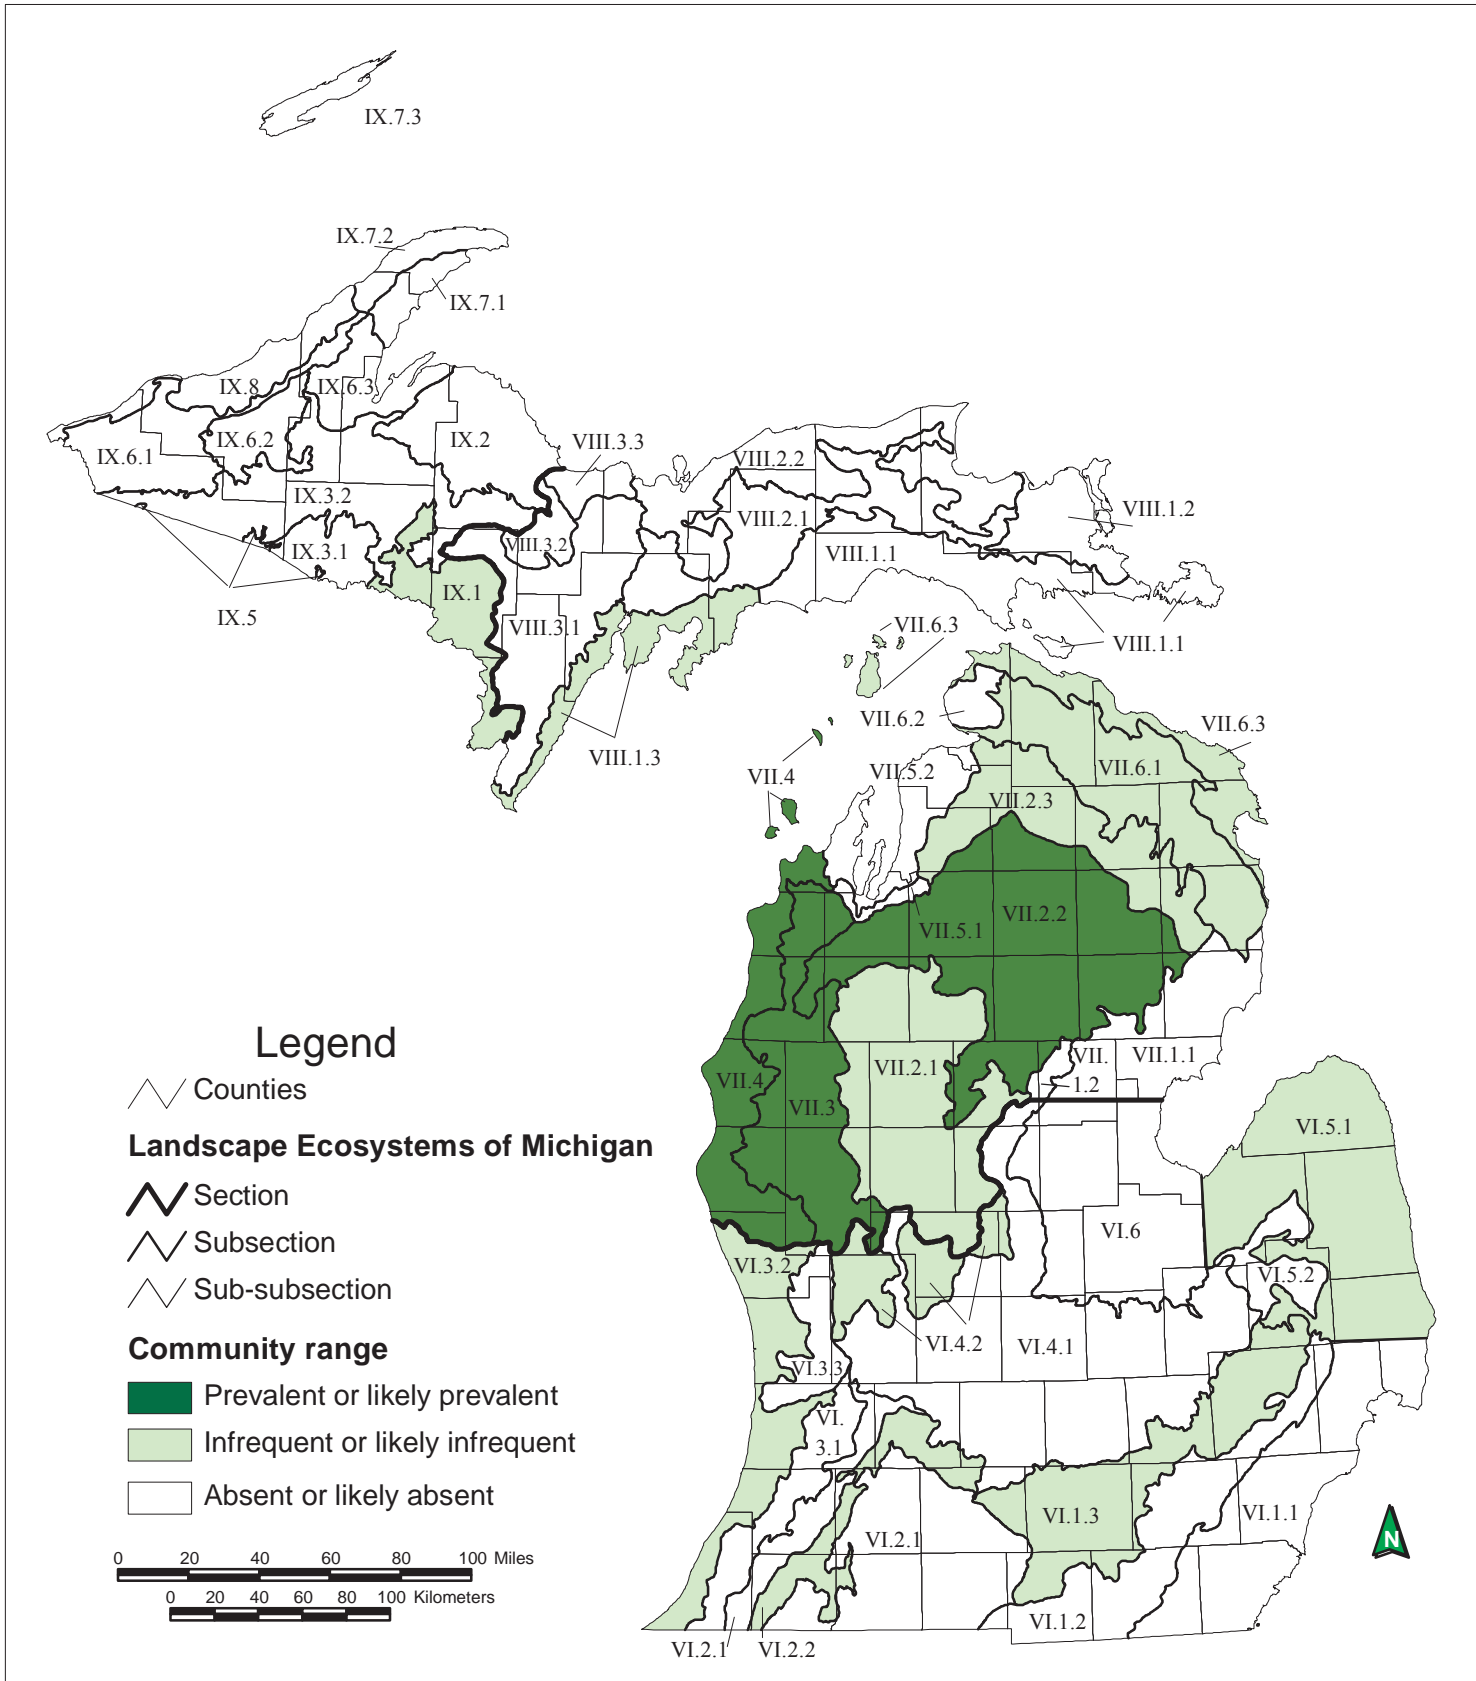 IX.7.3
IX.7.2
IX.7.1
IX.8
IX.6.3
IX.6.2
IX.2
IX.6.1
VIII.3.3
VIII.2.2
IX.3.2
VIII.2.1
VIII.1.2
IX.3.1
VIII.3.2
VIII.1.1
IX.1
IX.5
VIII.3.1
VII.6.3
VIII.1.1
VII.6.2
VII.6.3
VIII.1.3
VII.5.2
VII.6.1
VII.4
VII.2.3
VII.2.2
VII.5.1
VII.4
VII.3
VII.2.1
VII.
1.2
VII.1.1
VI.5.1
VI.6
VI.3.2
VI.5.2
VI.4.2
VI.4.1
VI.3.3
VI.
3.1
VI.1.3
VI.1.1
VI.2.1
VI.1.2
VI.2.1
VI.2.2
Legend
Counties
Landscape Ecosystems of Michigan
Section
Subsection
Sub-subsection
Community range
Prevalent or likely prevalent
Infrequent or likely infrequent
Absent or likely absent
0 20 40 60 80 100 Miles
0 20 40 60 80 100 Kilometers
N